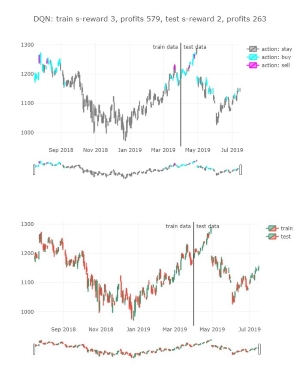 DQN: train s-reward 3, profits 579, test s-reward 2, profits 263
train data test data
action: stay
action: buy
action: sell
1300
1200
1100
1000
Sep 2018 Nov 2018 Jan 2019 Mar 2019 May 2019 Jul 2019
train data test data
train
test
1300
1200
1100
1000
Sep 2018 Nov 2018 Jan 2019 Mar 2019 May 2019 Jul 2019